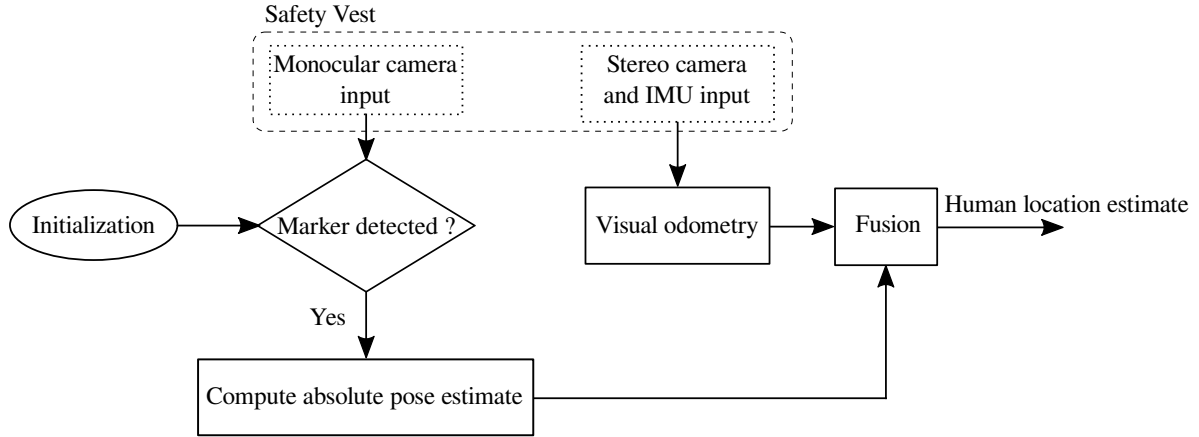 Safety Vest
Monocular camera
input
Stereo camera
and IMU input
Initialization
Marker detected ?
Visual odometry
Fusion
Human location estimate
Yes
Compute absolute pose estimate